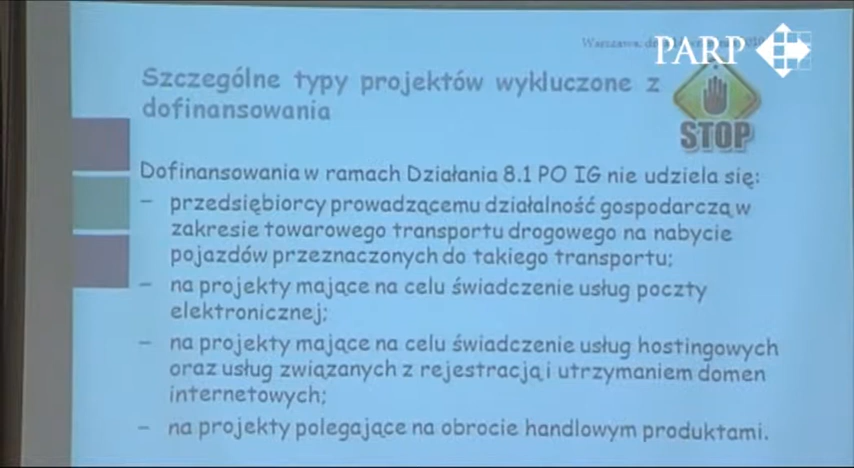 Warszawa,
PARP
Szczególne typy projektów wykluczone z
dofinansowania
STOP
Dofinansowania w ramach Działania 8.1 PO IG nie udziela się:
– przedsiębiorcy prowadzącemu działalność gospodarczą w
zakresie towarowego transportu drogowego na nabycie
pojazdów przeznaczonych do takiego transportu;
– na projekty mające na celu świadczenie usług poczty
elektronicznej;
– na projekty mające na celu świadczenie usług hostingowych
oraz usług związanych z rejestracją i utrzymaniem domen
internetowych;
– na projekty polegające na obrocie handlowym produktami.